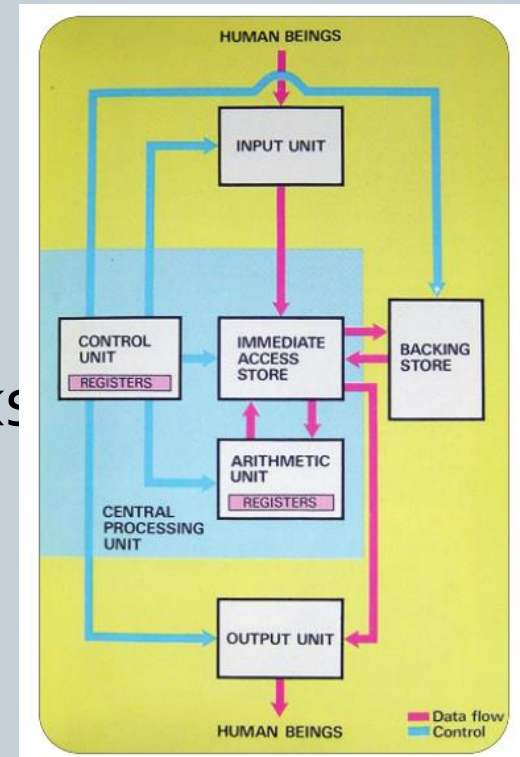 HUMAN BEINGS
INPUT UNIT
CONTROL
UNIT
REGISTERS
IMMEDIATE
ACCESS
STORE
BACKING
STORE
ARITHMETIC
UNIT
REGISTERS
CENTRAL
PROCESSING
UNIT
OUTPUT UNIT
HUMAN BEINGS
Data flow
Control